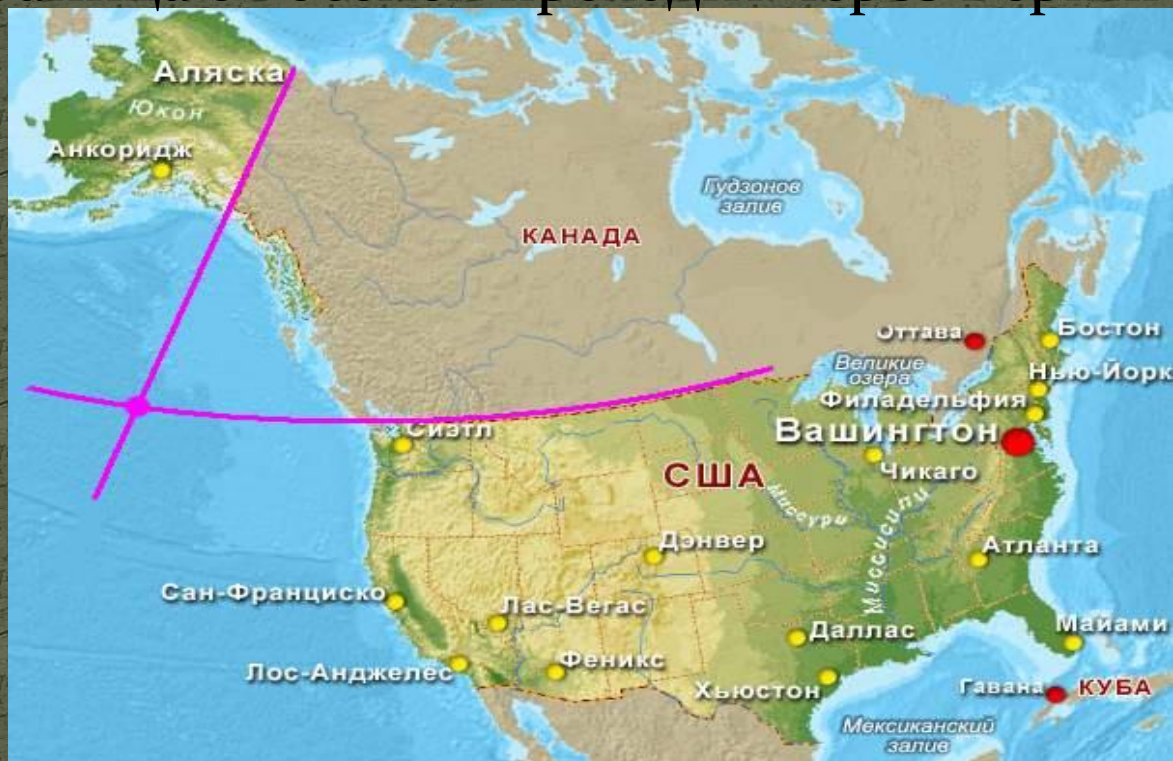 Аляска
Юкон
Анкоридж
Гудзонов
залив
КАНАДА
Оттава
Бостон
Великие
озера
Нью-Йорк
Филадельфия
Вашингтон
Сиэтл
Чикаго
США
Миссури
Миссисипи
Дэнвер
Атланта
Сан-Франциско
Лас-Вегас
Даллас
Майами
Лос-Анджелес
Феникс
Хьюстон
Гавана
КУБА
Мексиканский
залив